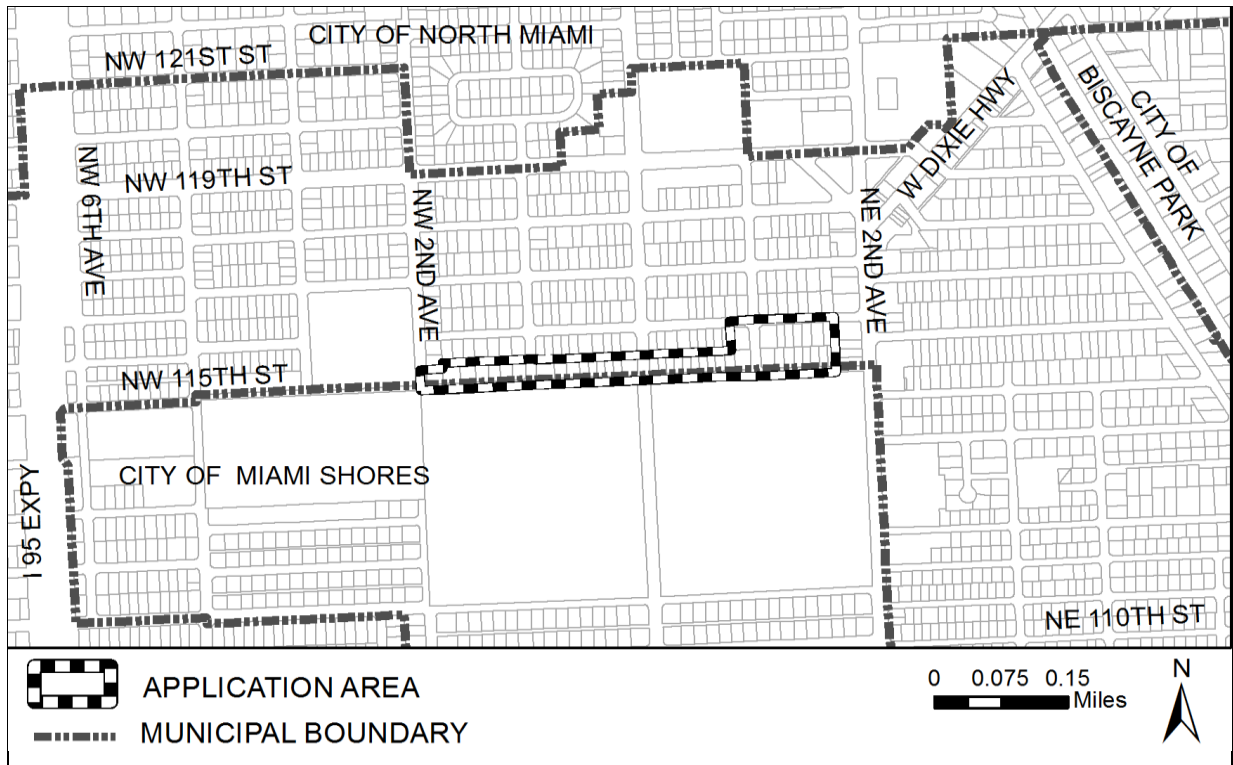 CITY OF NORTH MIAMI
NW 121ST ST
W DIXIE HWY
CITY OF
BISCAYNE PARK
NW 6TH AVE
NW 119TH ST
NW 2ND AVE
NE 2ND AVE
NW 115TH ST
CITY OF MIAMI SHORES
I 95 EXPY
NE 110TH ST
APPLICATION AREA
MUNICIPAL BOUNDARY
0 0.075 0.15
Miles
N